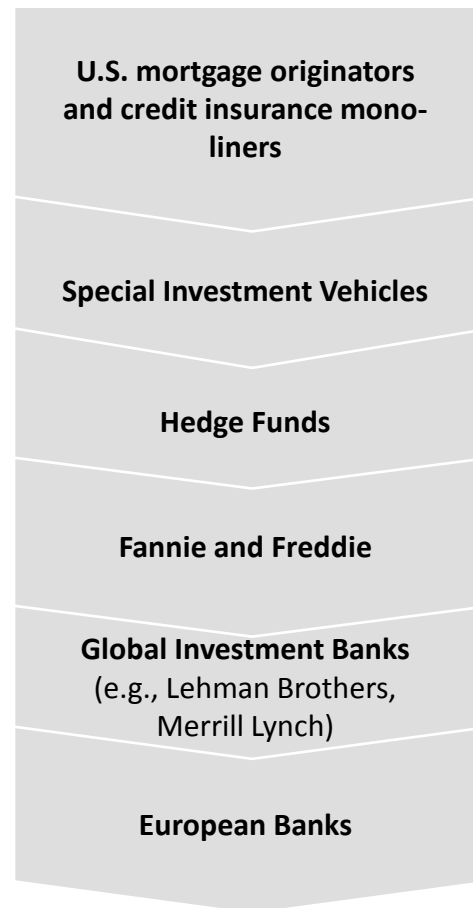 U.S. mortgage originators
and credit insurance mono-
liners
Special Investment Vehicles
Hedge Funds
Fannie and Freddie
Global Investment Banks
(e.g., Lehman Brothers,
Merrill Lynch)
European Banks